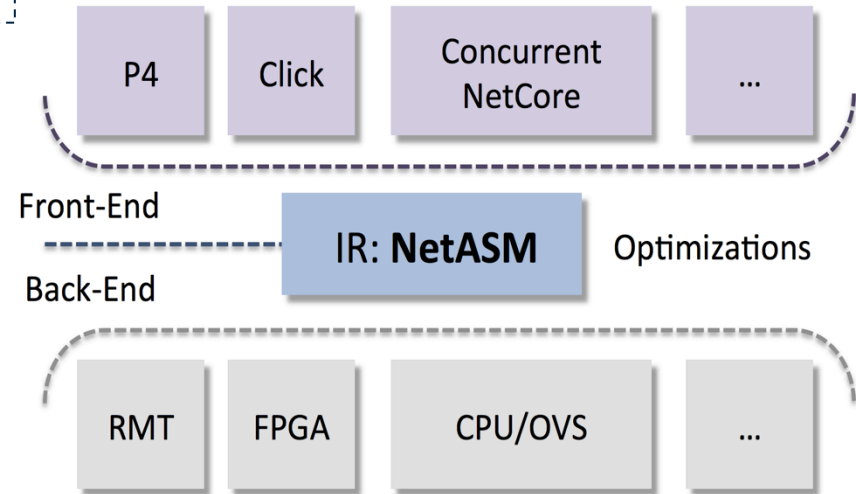 P4
Click
Concurrent
NetCore
...
Front-End
IR: NetASM
Optimizations
Back-End
RMT
FPGA
CPU/OVS
...